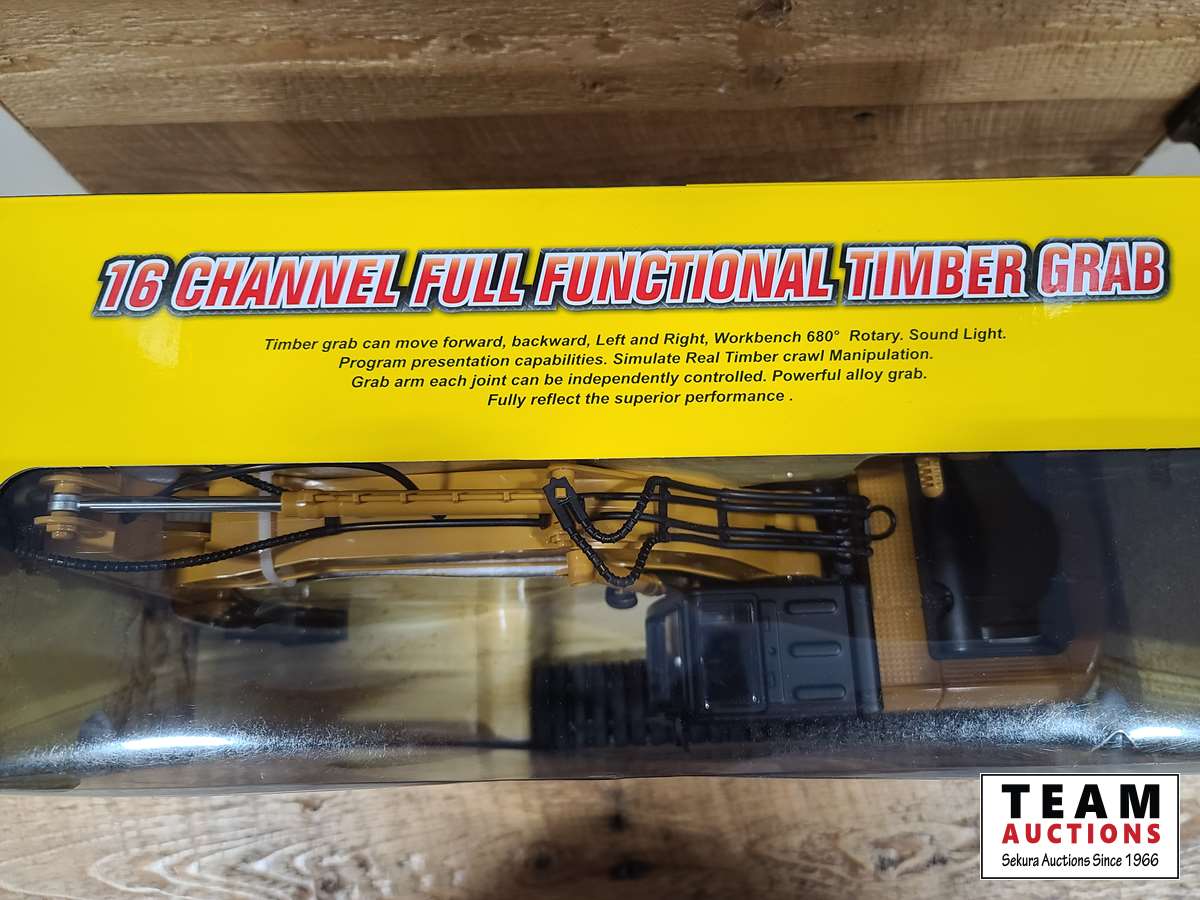 16 CHANNEL FULL FUNCTIONAL TIMBER GRAB
Timber grab can move forward, backward, Left and Right, Workbench 680° Rotary. Sound Light.
Program presentation capabilities. Simulate Real Timber crawl Manipulation.
Grab arm each joint can be independently controlled. Powerful alloy grab.
Fully reflect the superior performance .
TEAM
AUCTIONS
Sekura Auctions Since 1966